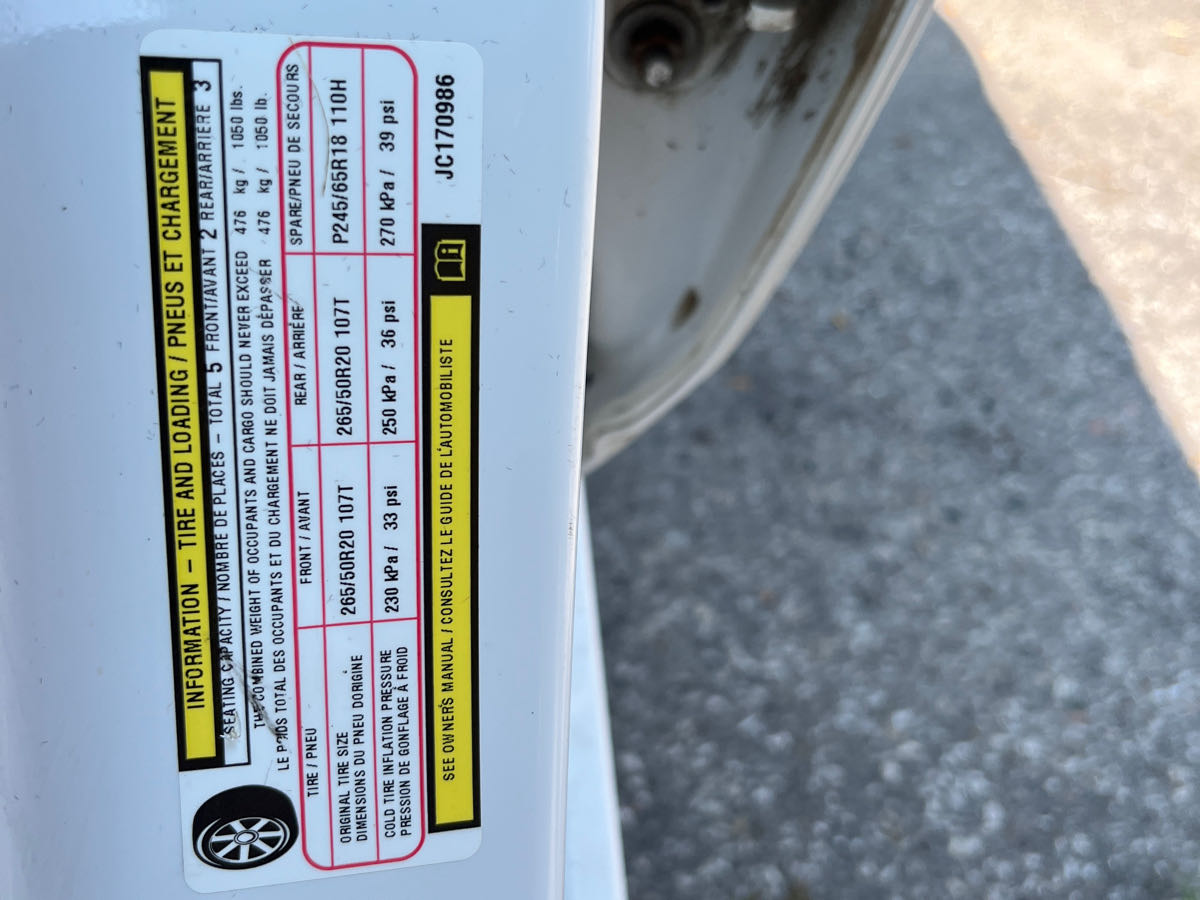 INFORMATION – TIRE AND LOADING / PNEUS ET CHARGEMENT
SEATING CAPACITY / NOMBRE DE PLACES – TOTAL 5 FRONT/AVANT 2 REAR/ARRIÈRE 3
THE COMBINED WEIGHT OF OCCUPANTS AND CARGO SHOULD NEVER EXCEED 476 kg / 1050 lbs.
LE POIDS TOTAL DES OCCUPANTS ET DU CHARGEMENT NE DOIT JAMAIS DÉPASSER 476 kg / 1050 lb.
TIRE / PNEU FRONT / AVANT REAR / ARRIÈRE SPARE/PNEU DE SECOURS
ORIGINAL TIRE SIZE
DIMENSIONS DU PNEU DORIGINE
265/50R20 107T 265/50R20 107T P245/65R18 110H
COLD TIRE INFLATION PRESSURE
PRESSION DE GONFLAGE À FROID
230 kPa / 33 psi 250 kPa / 36 psi 270 kPa / 39 psi
SEE OWNERS MANUAL / CONSULTEZ LE GUIDE DE L'AUTOMOBILISTE
JC170986